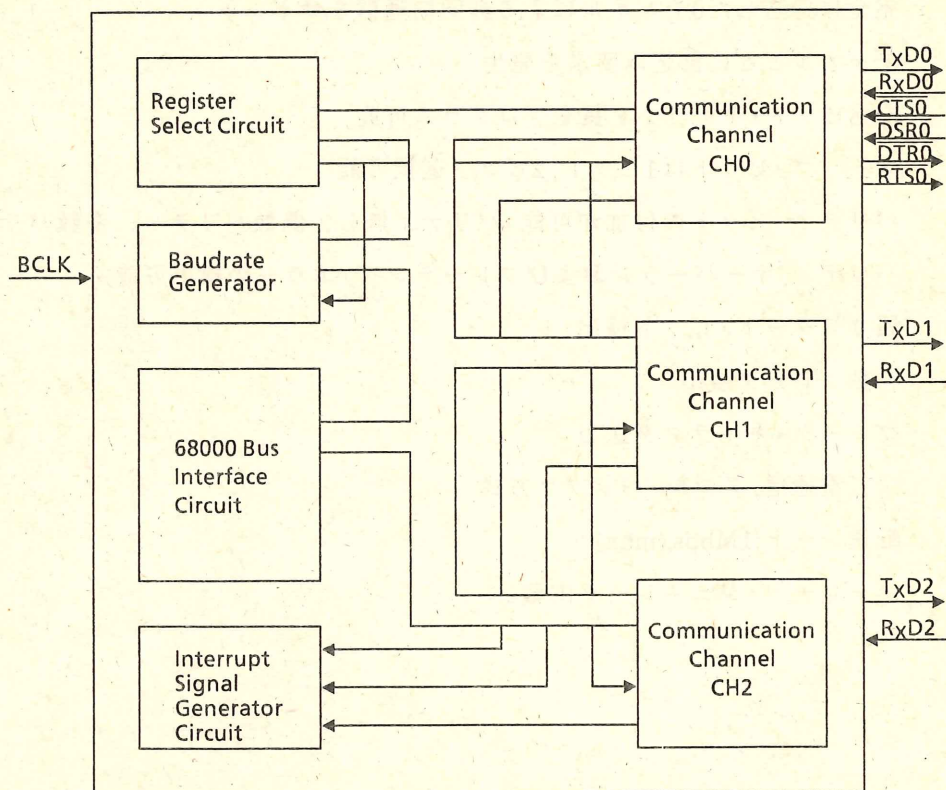 Register
Select Circuit
Baudrate
Generator
68000 Bus
Interface
Circuit
Interrupt
Signal
Generator
Circuit
BCLK
Communication
Channel
CH0
Communication
Channel
CH1
Communication
Channel
CH2
TxD0
RxD0
CTS0
DSR0
DTR0
RTS0
TxD1
RxD1
TxD2
RxD2